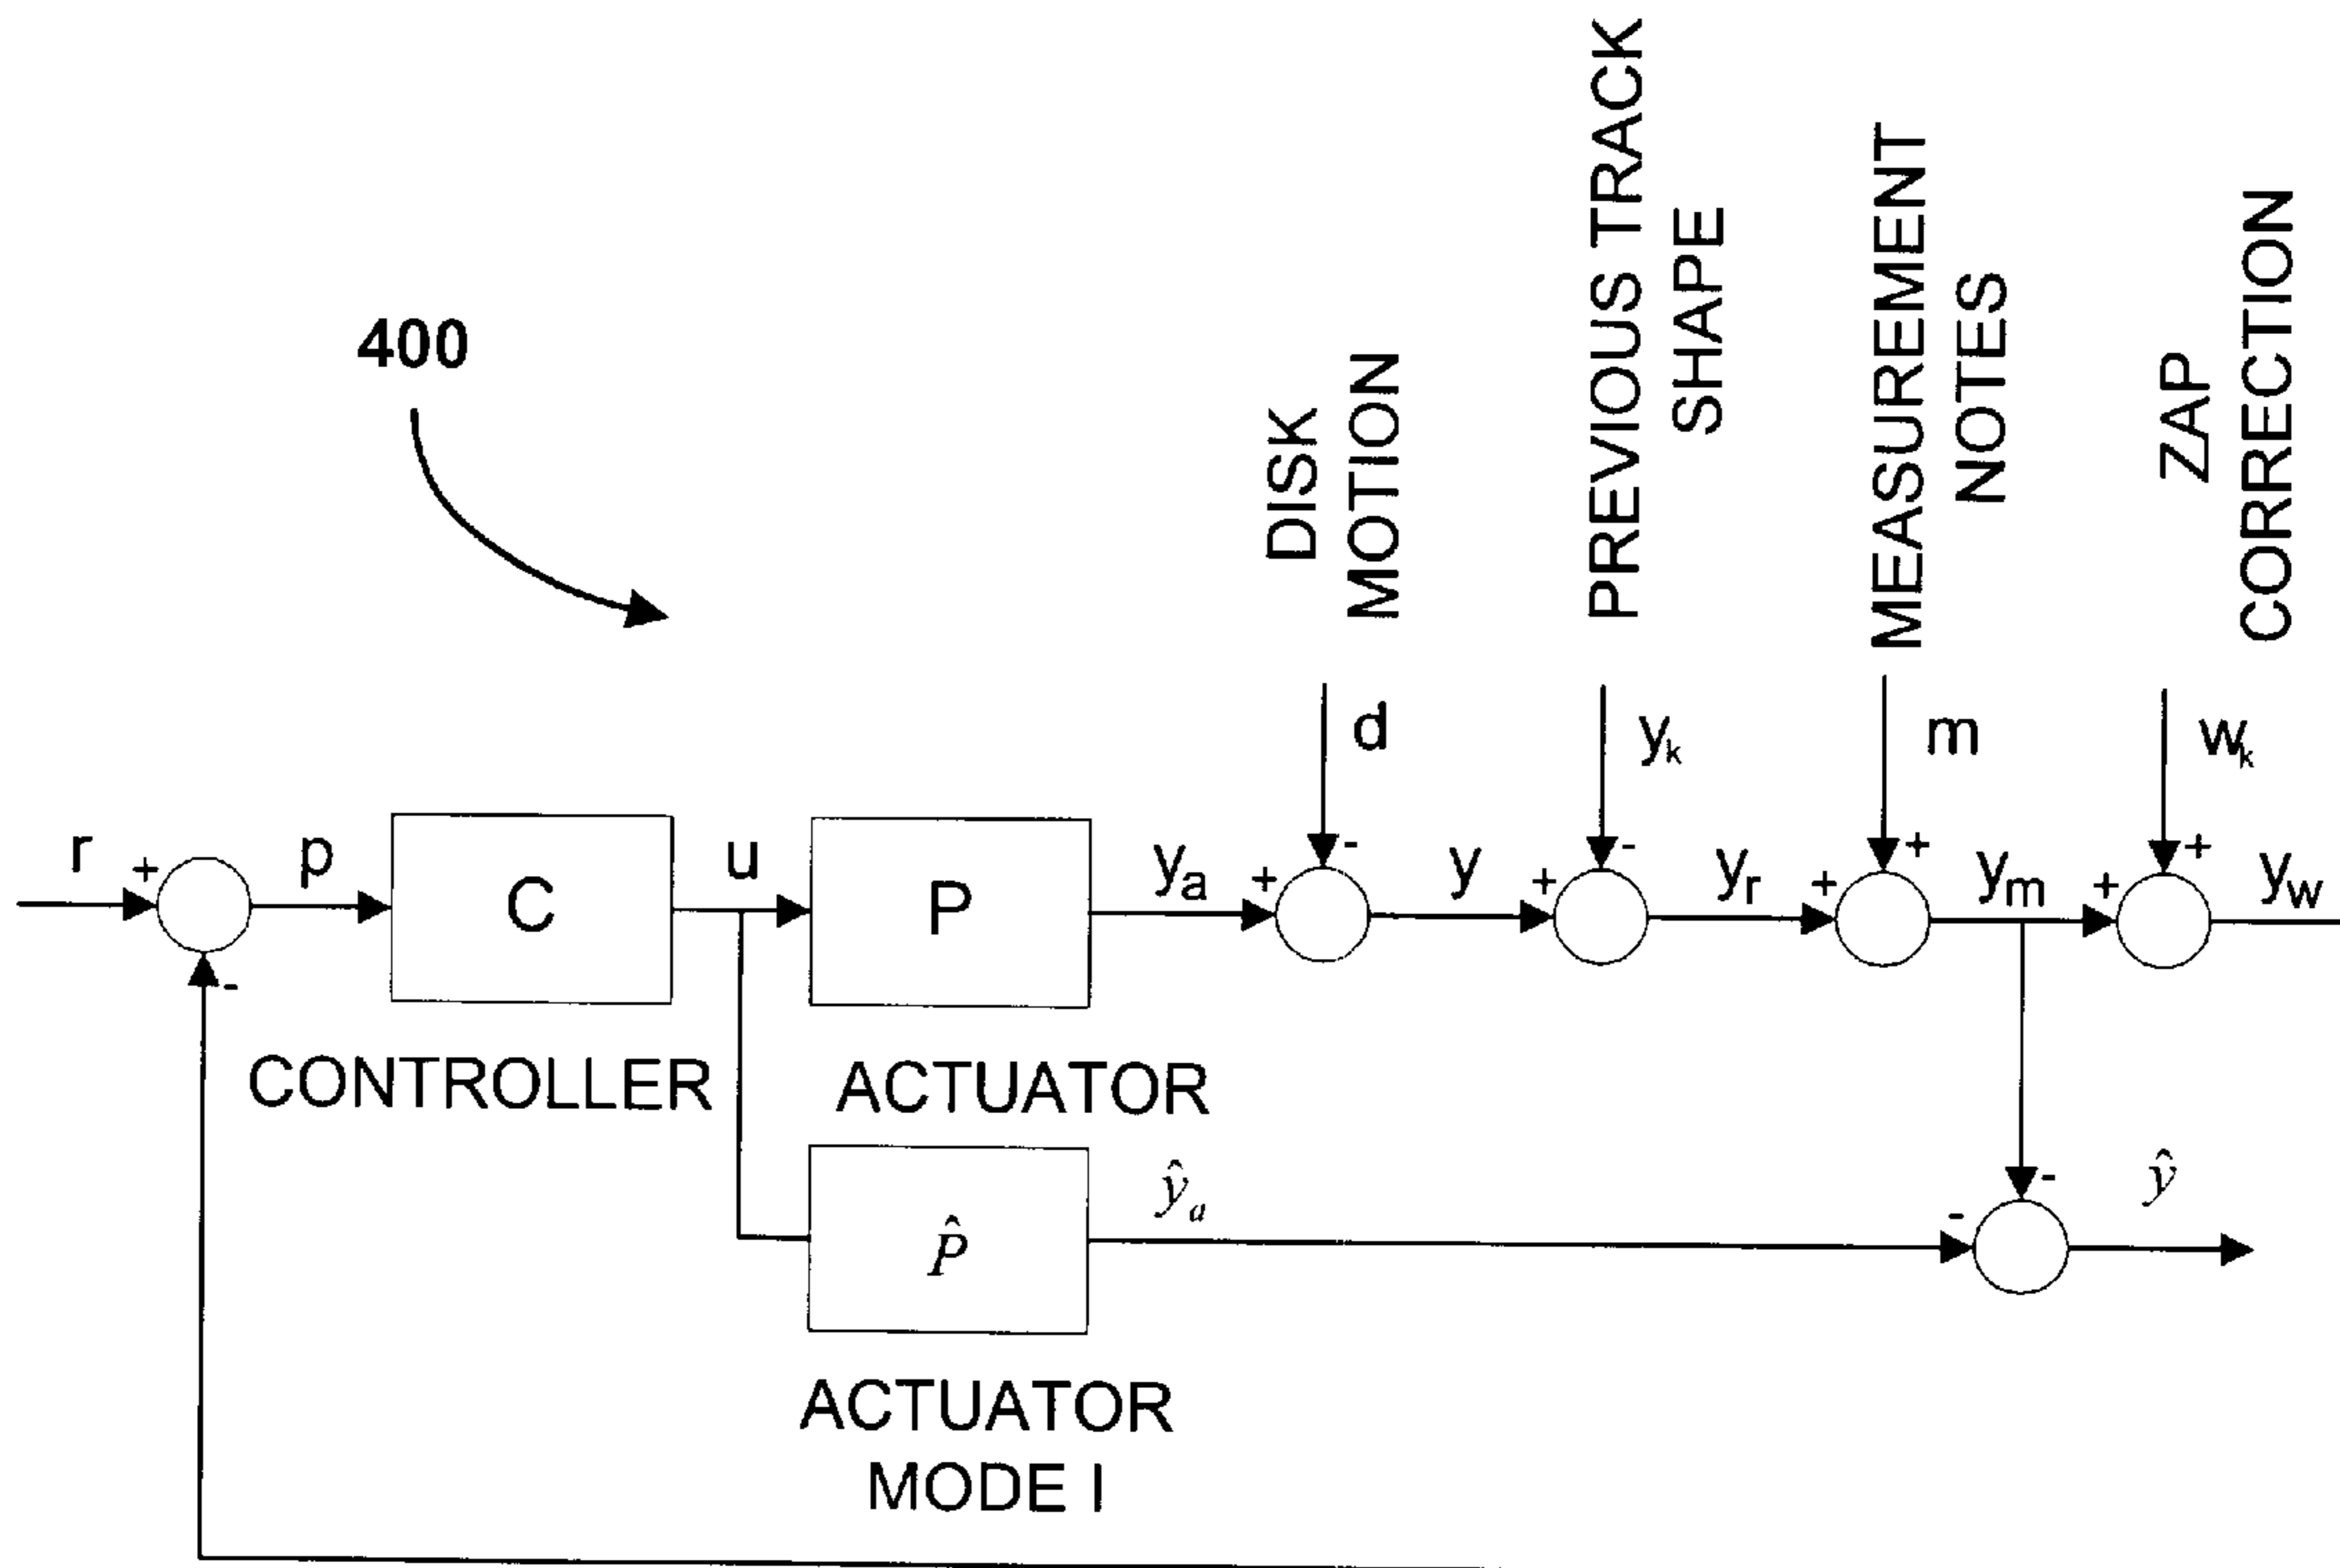 400
DISK
MOTION
PREVIOUS TRACK
SHAPE
MEASUREMENT
NOTES
ZAP
CORRECTION
d
yₖ
m
wₖ
r
+
-
p
C
u
P
yₐ
+
-
y
+
-
yᵣ
+
+
yₘ
+
+
y_w
CONTROLLER
ACTUATOR
P̂
ŷₐ
-
-
ŷ
ACTUATOR
MODE I